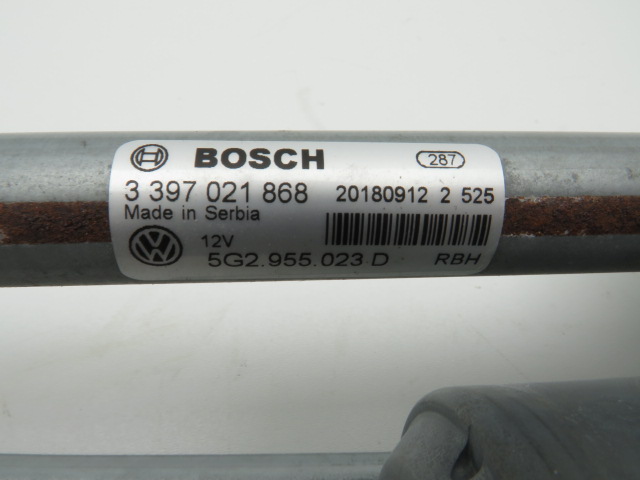 BOSCH 287
3 397 021 868 20180912 2 525
Made in Serbia
12V
5G2.955.023 D RBH